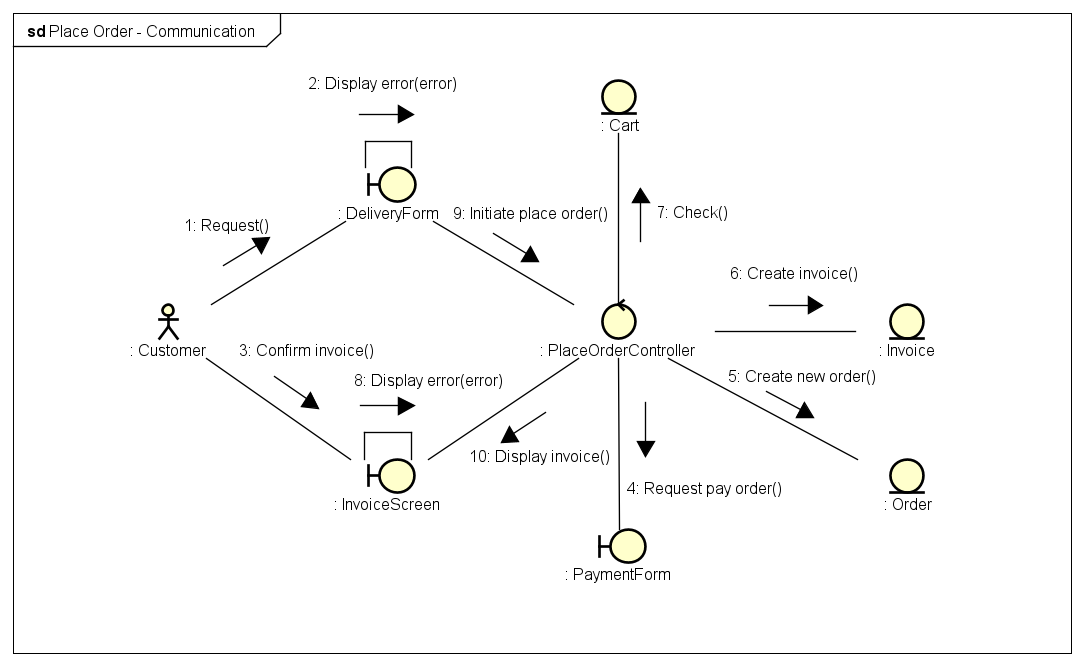 sd Place Order - Communication
2: Display error(error)
: Cart
: DeliveryForm
9: Initiate place order()
7: Check()
1: Request()
6: Create invoice()
: Customer
3: Confirm invoice()
: PlaceOrderController
: Invoice
8: Display error(error)
5: Create new order()
10: Display invoice()
4: Request pay order()
: InvoiceScreen
: Order
: PaymentForm